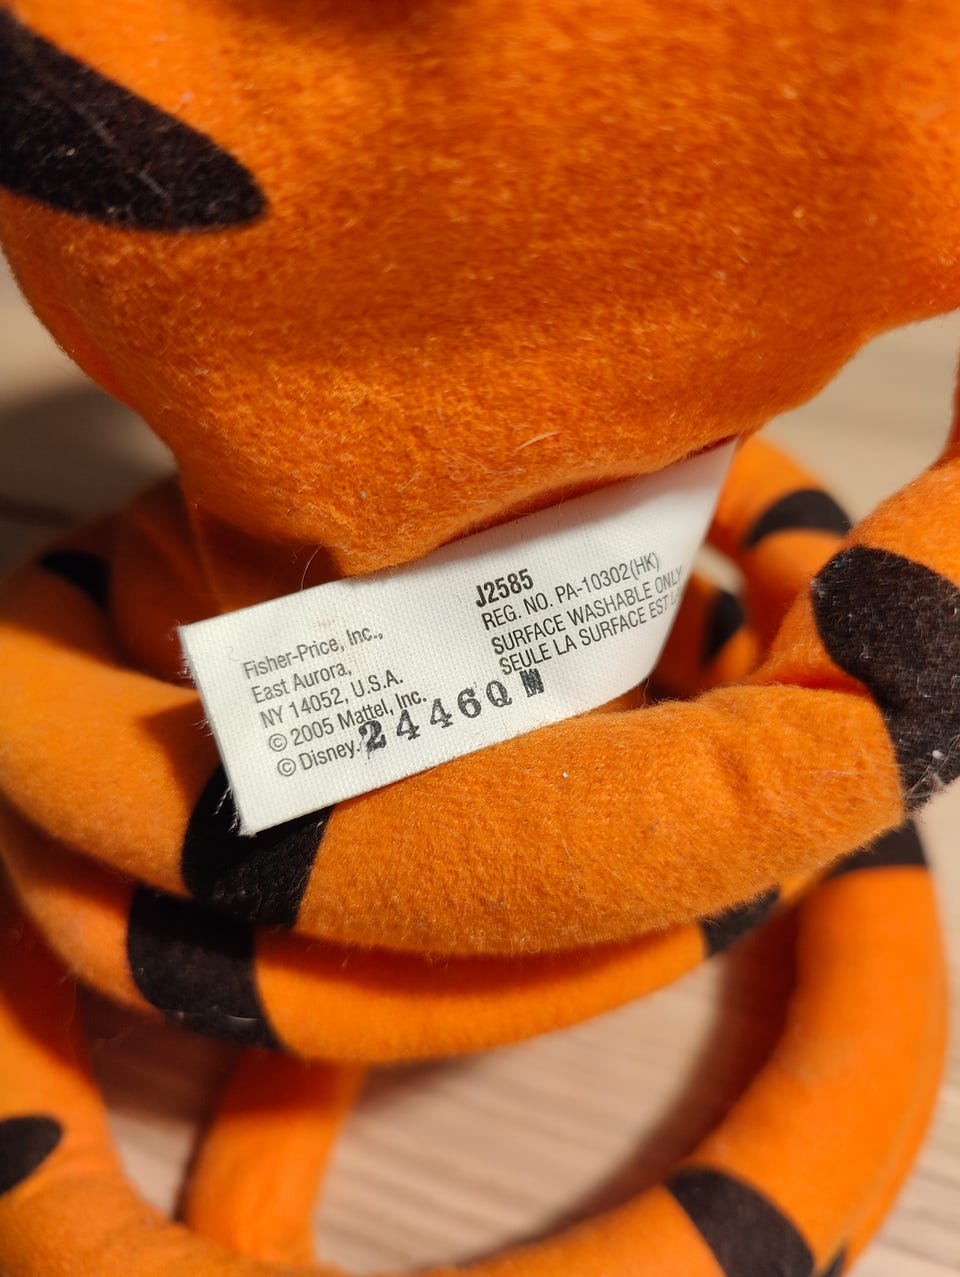 Fisher-Price, Inc.,
East Aurora,
NY 14052, U.S.A.
© 2005 Mattel, Inc.
© Disney.
2446Q
J2585
REG. NO. PA-10302(HK)
SURFACE WASHABLE ONLY
SEULE LA SURFACE EST